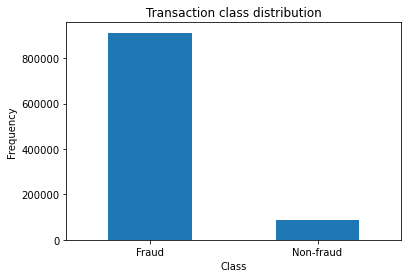 Transaction class distribution
Frequency
800000
600000
400000
200000
0
Fraud Non-fraud
Class